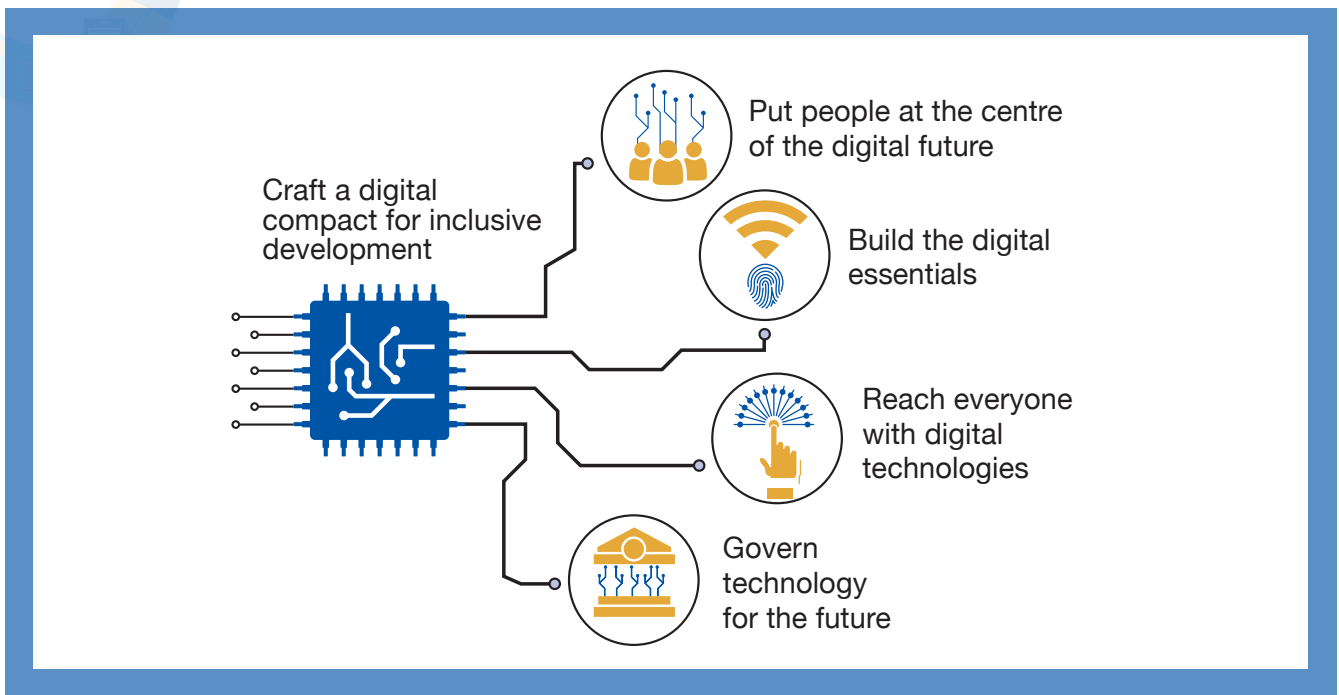 Craft a digital
compact for inclusive
development
Put people at the centre
of the digital future
Build the digital
essentials
Reach everyone
with digital
technologies
Govern
technology
for the future